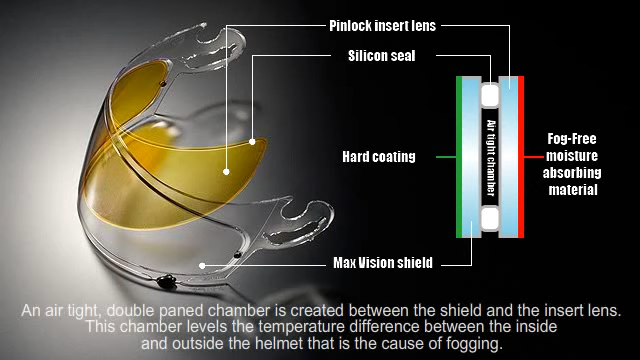 Pinlock insert lens
Silicon seal
Hard coating
Air tight chamber
Fog-Free
moisture
absorbing
material
Max Vision shield
An air tight, double paned chamber is created between the shield and the insert lens.
This chamber levels the temperature difference between the inside
and outside the helmet that is the cause of fogging.